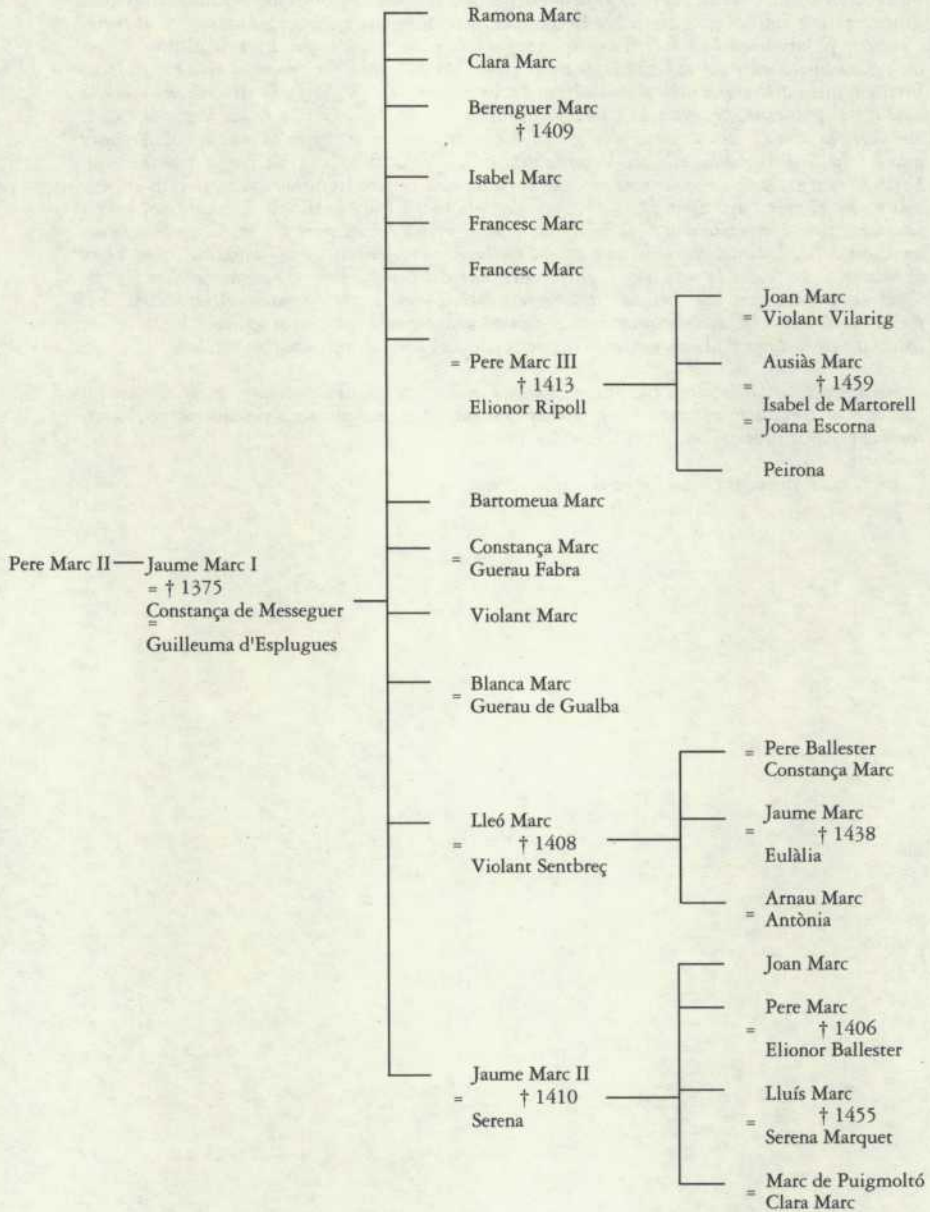 Ramona Marc
Clara Marc
Berenguer Marc
† 1409
Isabel Marc
Francesc Marc
Francesc Marc
= Pere Marc III
† 1413
Elionor Ripoll
Joan Marc
= Violant Vilaritg
Ausiàs Marc
= † 1459
Isabel de Martorell
= Joana Escorna
Peirona
Bartomeua Marc
= Constança Marc
Guerau Fabra
Pere Marc II
Jaume Marc I
= † 1375
Constança de Messeguer
=
Guilleuma d'Esplugues
Violant Marc
= Blanca Marc
Guerau de Gualba
Lleó Marc
= † 1408
Violant Sentbreç
= Pere Ballester
Constança Marc
Jaume Marc
= † 1438
Eulàlia
Arnau Marc
= Antònia
Jaume Marc II
= † 1410
Serena
Joan Marc
Pere Marc
= † 1406
Elionor Ballester
Lluís Marc
= † 1455
Serena Marquet
= Marc de Puigmoltó
Clara Marc